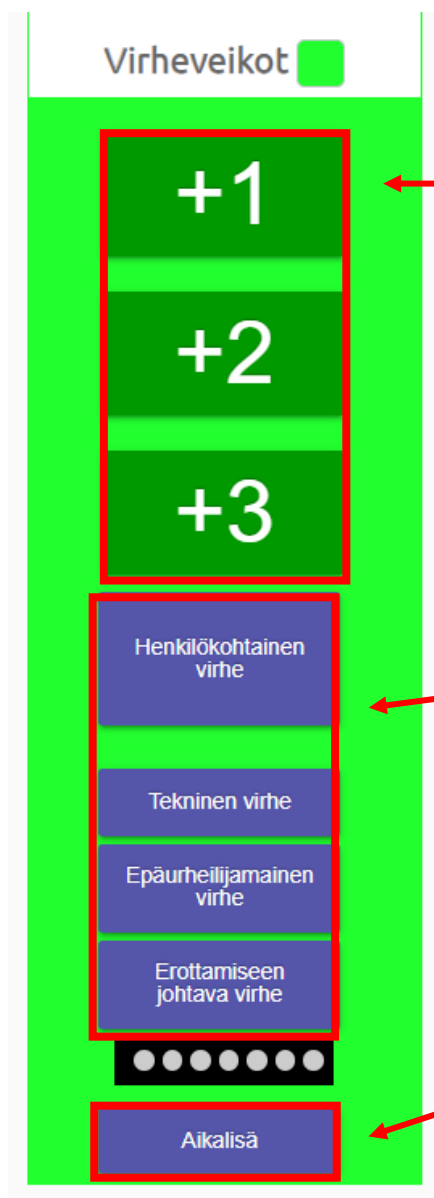 Virheveikot
+1
+2
+3
Henkilökohtainen
virhe
Tekninen virhe
Epäurheilijamainen
virhe
Erottamiseen
johtava virhe
Aikalisä